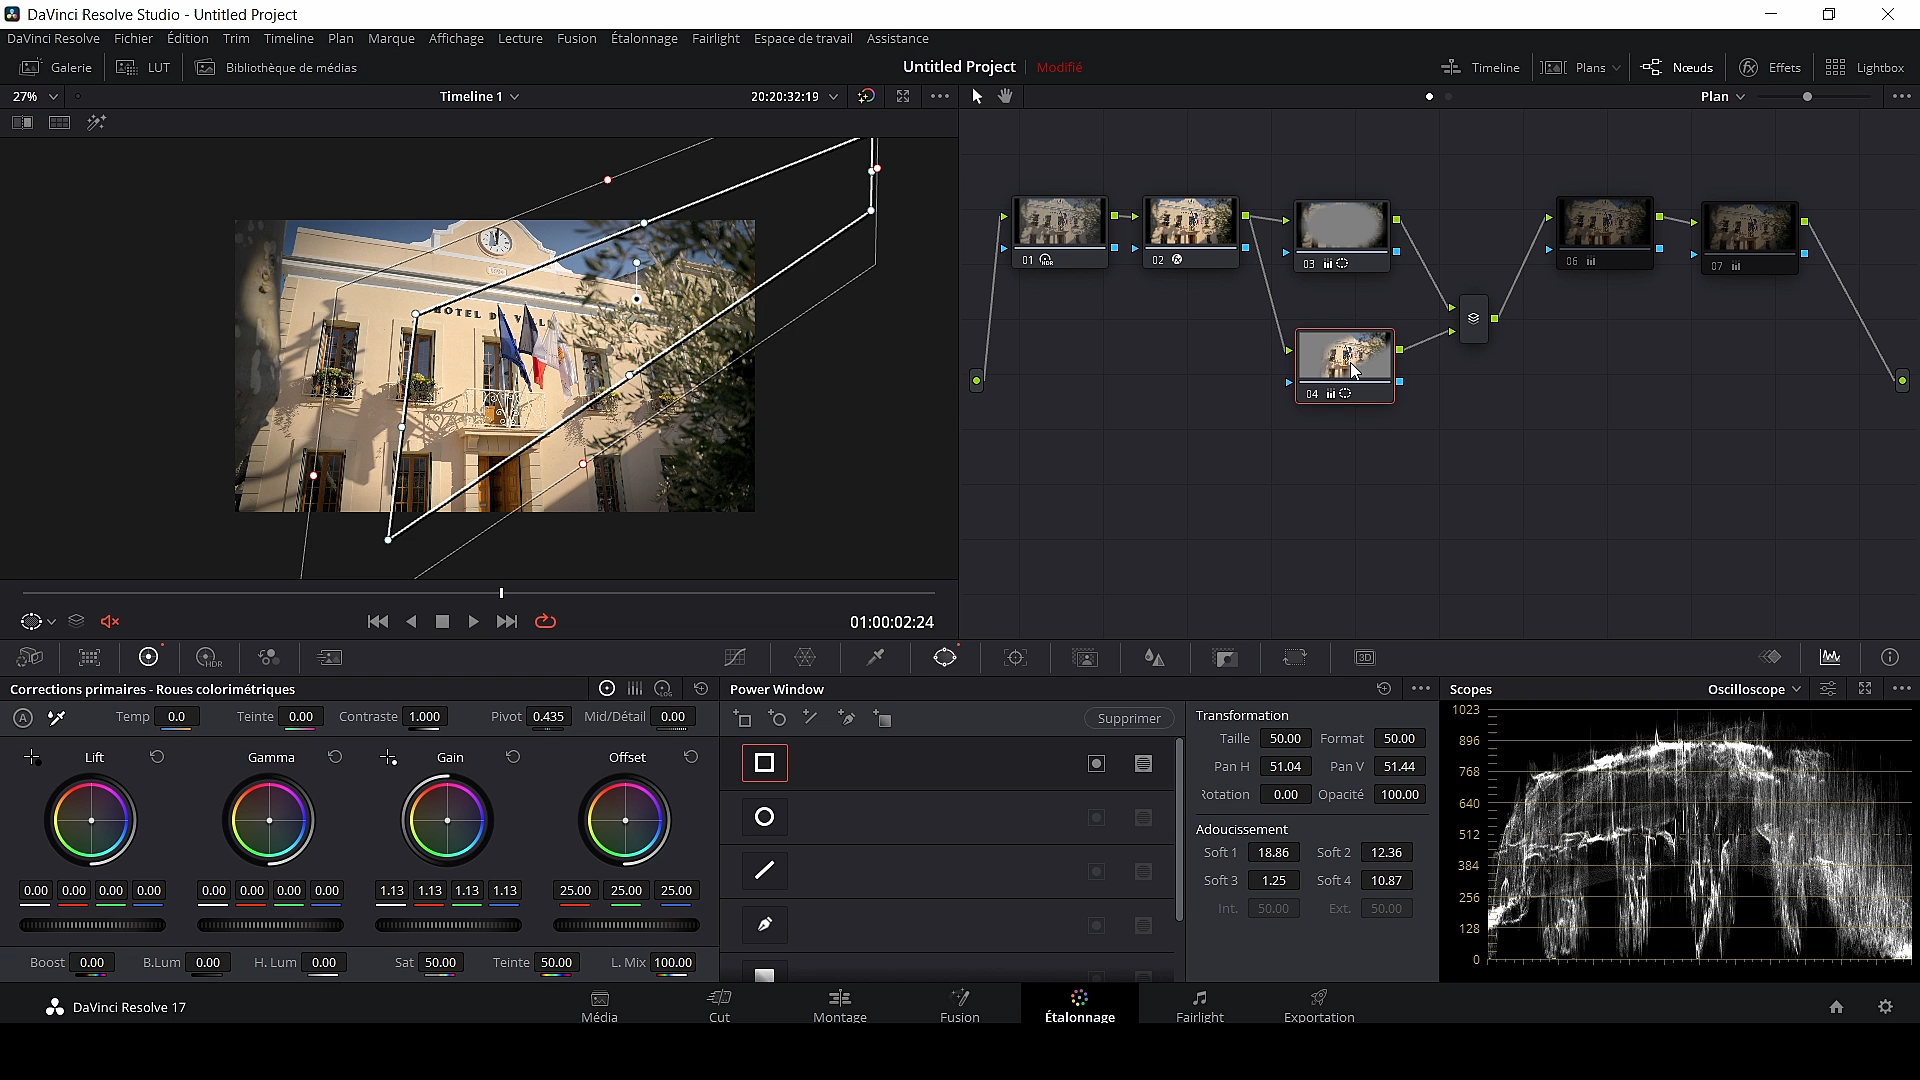 DaVinci Resolve Studio - Untitled Project
DaVinci Resolve Fichier Édition Trim Timeline Plan Marque Affichage Lecture Fusion Étalonnage Fairlight Espace de travail Assistance
Galerie LUT Bibliothèque de médias Untitled Project Modifié Timeline Plans Nœuds Effets Lightbox
27% Timeline 1 20:20:32:19 Plan
HOTEL DE VILLE
01 HDR 02 03 06 07
04
01:00:02:24
HDR 3D
Corrections primaires - Roues colorimétriques Power Window Scopes Oscilloscope
LOG
A Temp 0.0 Teinte 0.00 Contraste 1.000 Pivot 0.435 Mid/Détail 0.00 Supprimer Transformation
Taille 50.00 Format 50.00
Lift Gamma Gain Offset Pan H 51.04 Pan V 51.44
Rotation 0.00 Opacité 100.00
Adoucissement
Soft 1 18.86 Soft 2 12.36
Soft 3 1.25 Soft 4 10.87
0.00 0.00 0.00 0.00 0.00 0.00 0.00 0.00 1.13 1.13 1.13 1.13 25.00 25.00 25.00
Int. 50.00 Ext. 50.00
Boost 0.00 B.Lum 0.00 H. Lum 0.00 Sat 50.00 Teinte 50.00 L. Mix 100.00
1023
896
768
640
512
384
256
128
0
DaVinci Resolve 17 Média Cut Montage Fusion Étalonnage Fairlight Exportation